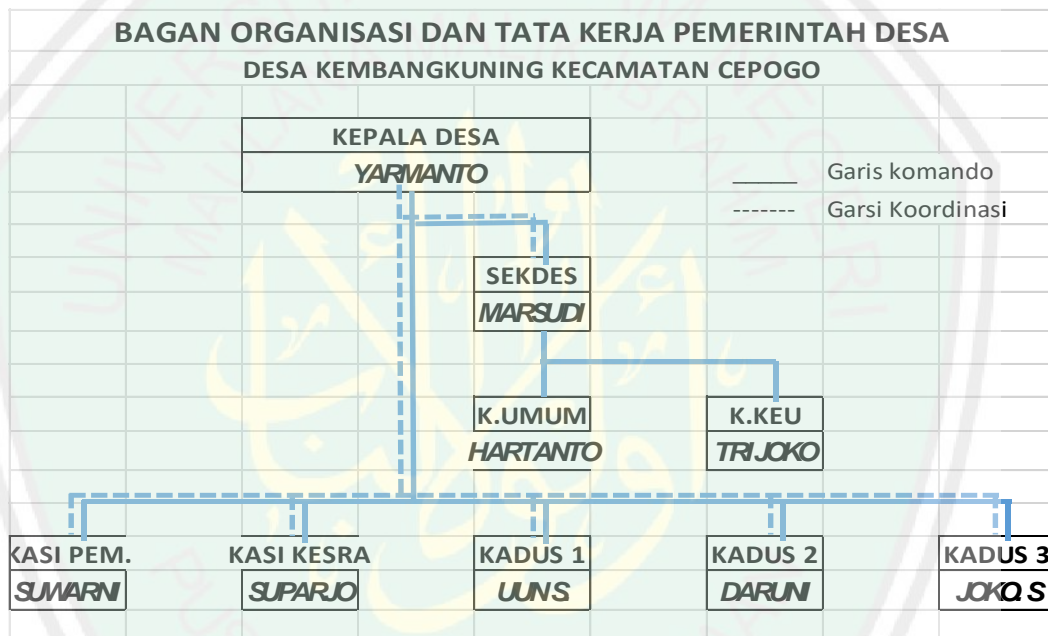 BAGAN ORGANISASI DAN TATA KERJA PEMERINTAH DESA
DESA KEMBANGKUNING KECAMATAN CEPOGO
KEPALA DESA
YARMANTO
______ Garis komando
------- Garsi Koordinasi
SEKDES
MARSUDI
K.UMUM
HARTANTO
K.KEU
TRI JOKO
KASI PEM.
SUWARNI
KASI KESRA
SUPARJO
KADUS 1
UUN S.
KADUS 2
DARUNI
KADUS 3
JOKO. S